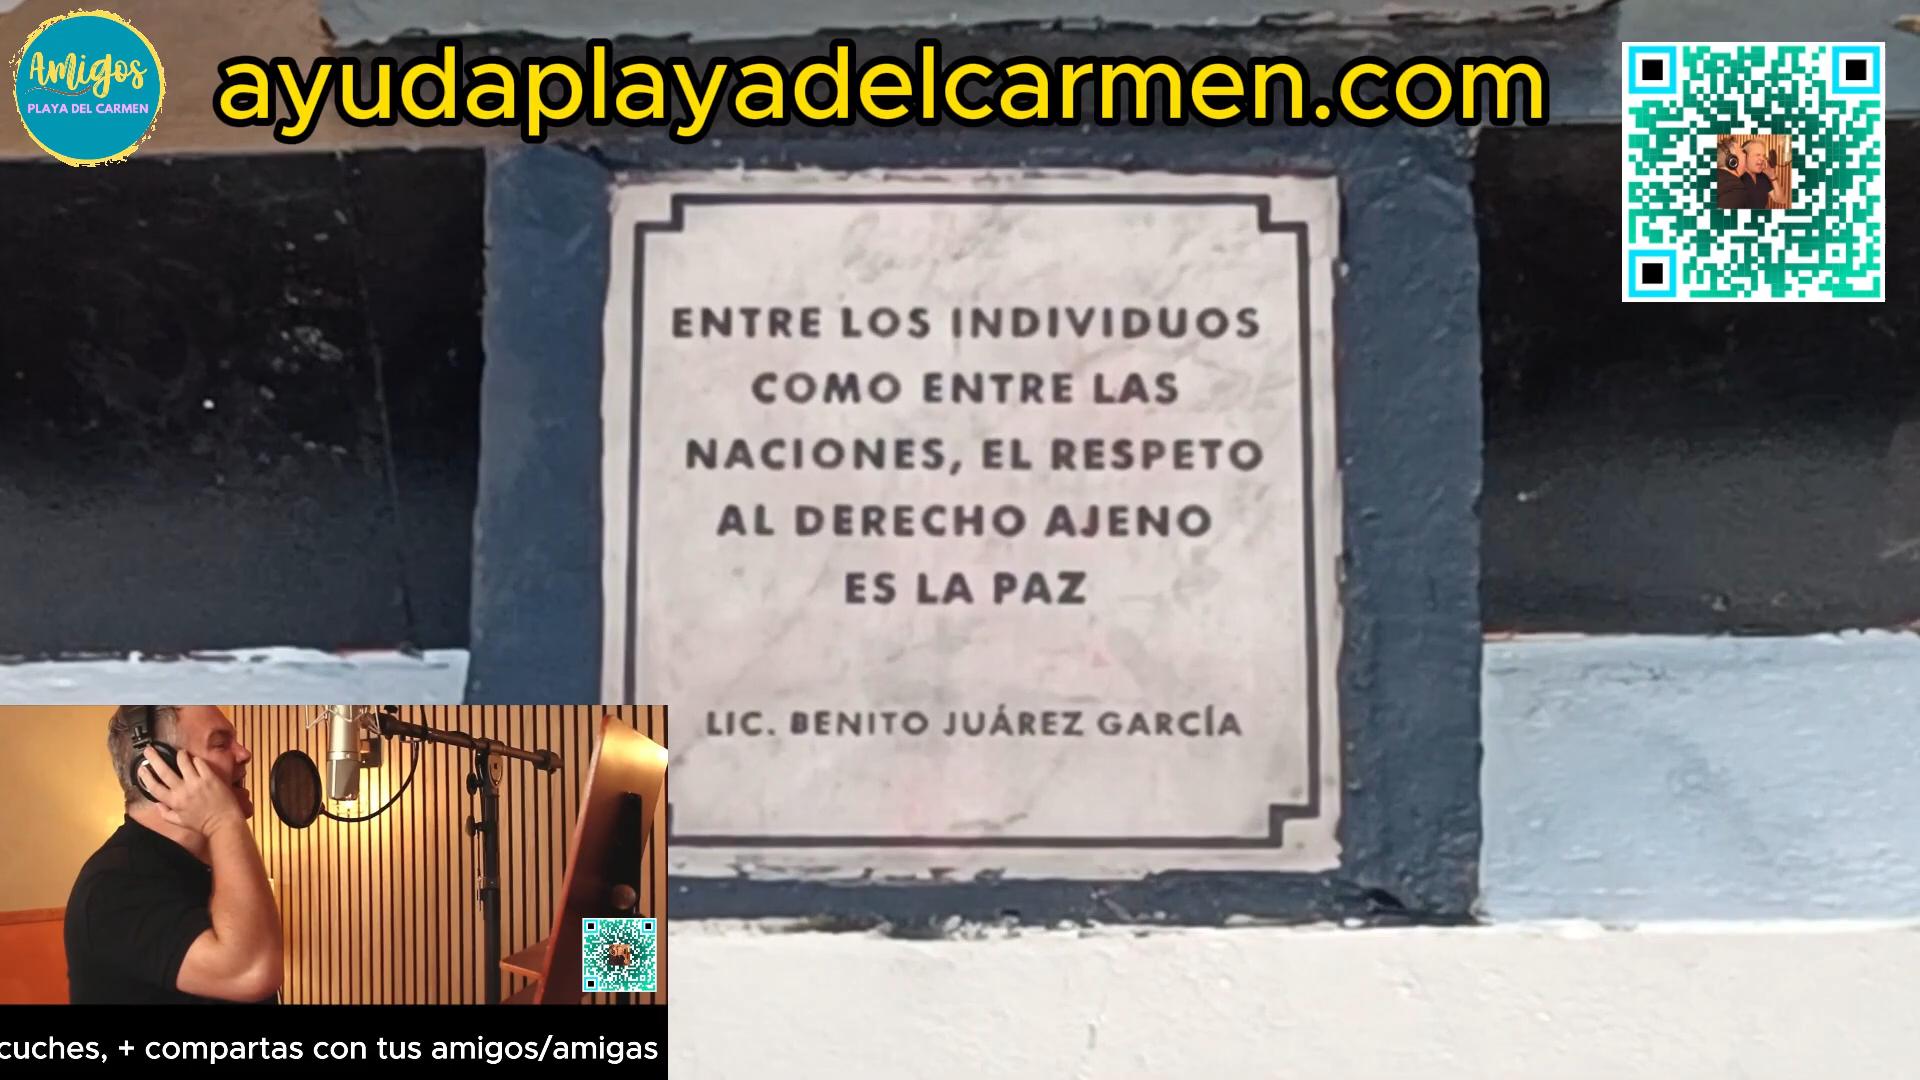 Amigos
PLAYA DEL CARMEN
ayudaplayadelcarmen.com
ENTRE LOS INDIVIDUOS
COMO ENTRE LAS
NACIONES, EL RESPETO
AL DERECHO AJENO
ES LA PAZ
LIC. BENITO JUÁREZ GARCÍA
cuches, + compartas con tus amigos/amigas